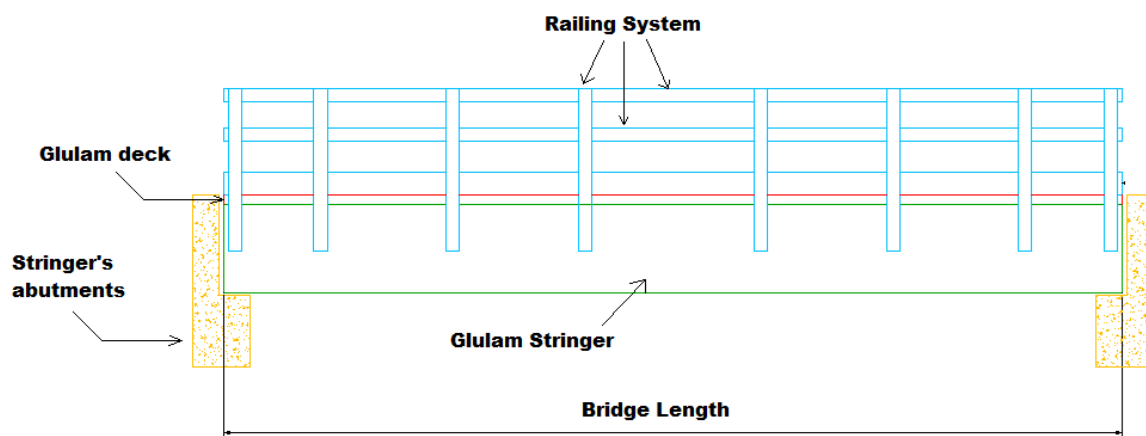 Railing System
Glulam deck
Stringer's
abutments
Glulam Stringer
Bridge Length